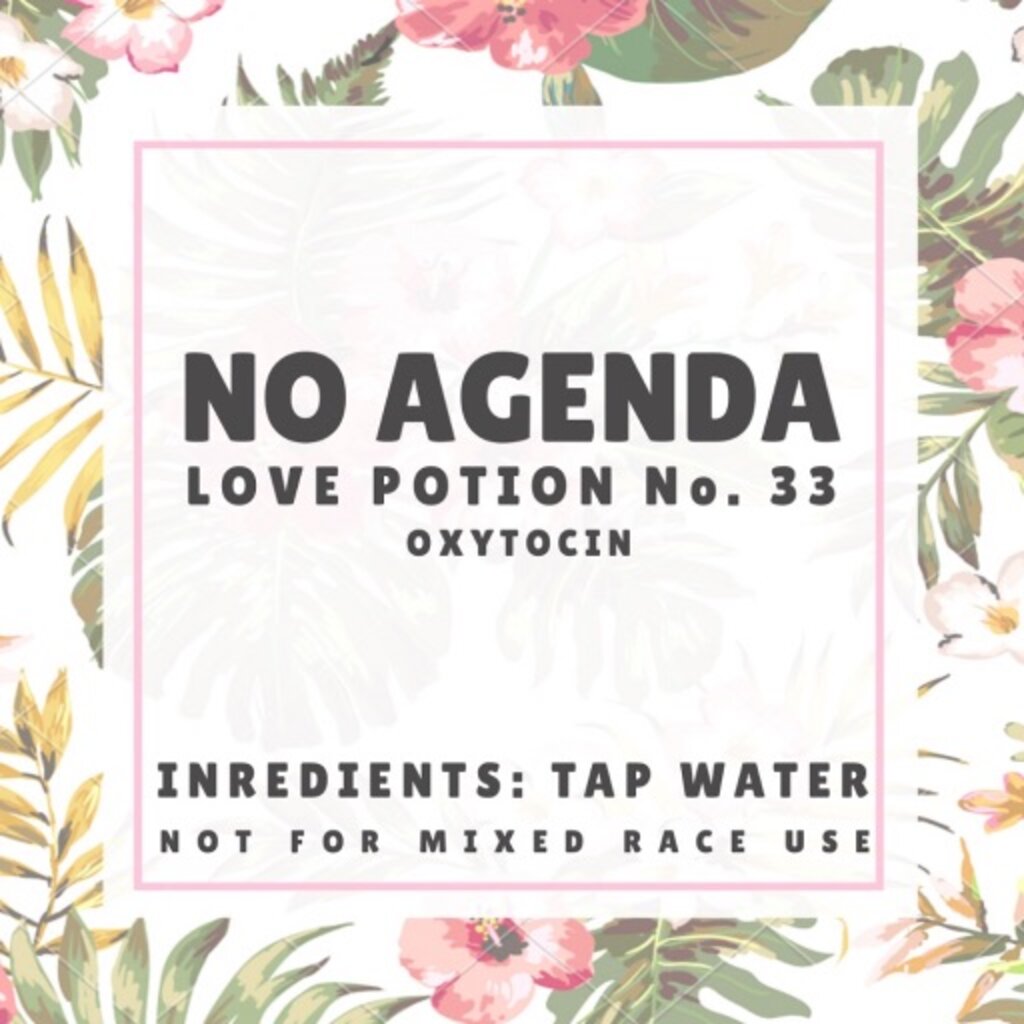 NO AGENDA
LOVE POTION No. 33
OXYTOCIN
INREDIENTS: TAP WATER
NOT FOR MIXED RACE USE